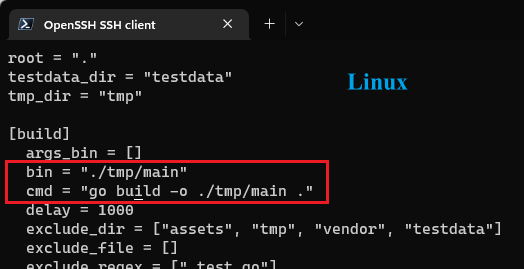 OpenSSH SSH client
root = "."
testdata_dir = "testdata"
Linux
tmp_dir = "tmp"
[build]
args_bin = []
bin = "./tmp/main"
cmd = "go build -o ./tmp/main ."
delay = 1000
exclude_dir = ["assets", "tmp", "vendor", "testdata"]
exclude_file = []
exclude_regex = ["_test.go"]